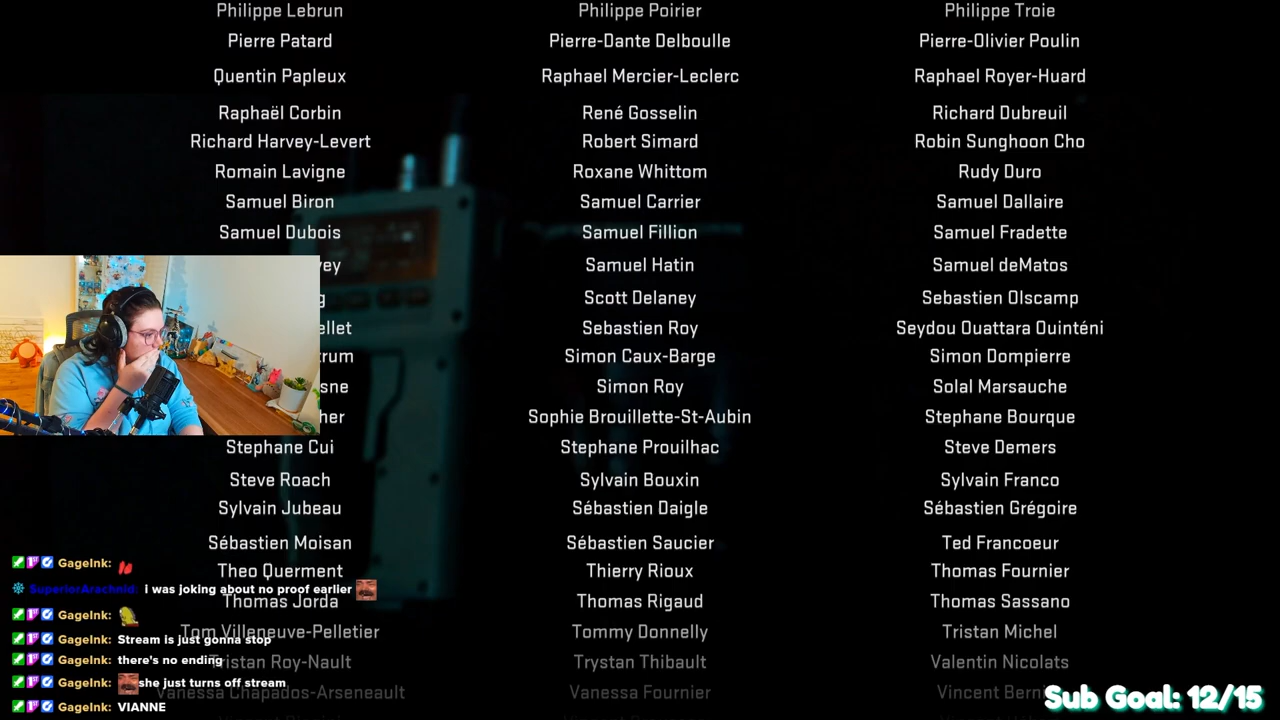 Philippe Lebrun Philippe Poirier Philippe Troie
Pierre Patard Pierre-Dante Delboulle Pierre-Olivier Poulin
Quentin Papleux Raphael Mercier-Leclerc Raphael Royer-Huard
Raphaël Corbin René Gosselin Richard Dubreuil
Richard Harvey-Levert Robert Simard Robin Sunghoon Cho
Romain Lavigne Roxane Whittom Rudy Duro
Samuel Biron Samuel Carrier Samuel Dallaire
Samuel Dubois Samuel Fillion Samuel Fradette
vey Samuel Hatin Samuel deMatos
g Scott Delaney Sebastien Olscamp
ellet Sebastien Roy Seydou Ouattara Ouinténi
trum Simon Caux-Barge Simon Dompierre
sne Simon Roy Solal Marsauche
her Sophie Brouillette-St-Aubin Stephane Bourque
Stephane Cui Stephane Prouilhac Steve Demers
Steve Roach Sylvain Bouxin Sylvain Franco
Sylvain Jubeau Sébastien Daigle Sébastien Grégoire
Sébastien Moisan Sébastien Saucier Ted Francoeur
Theo Querment Thierry Rioux Thomas Fournier
Thomas Jorda Thomas Rigaud Thomas Sassano
Tom Villeneuve-Pelletier Tommy Donnelly Tristan Michel
Tristan Roy-Nault Trystan Thibault Valentin Nicolats
Vanessa Chapados-Arseneault Vanessa Fournier Vincent
GageInk:
SuperiorArachnid: i was joking about no proof earlier
GageInk:
GageInk: Stream is just gonna stop
GageInk: there's no ending
GageInk: she just turns off stream
GageInk: VIANNE
Sub Goal: 12/15